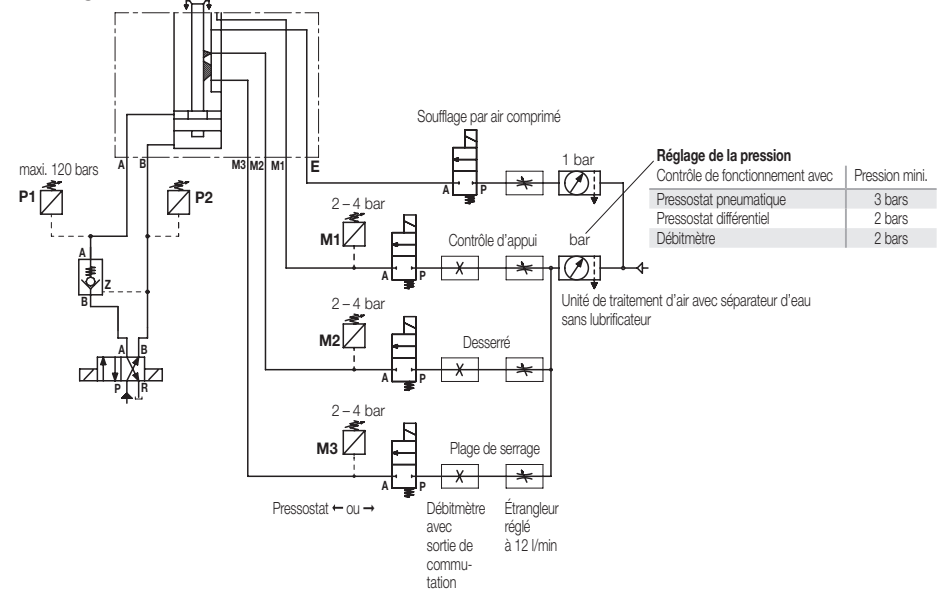 Soufflage par air comprimé
A B M3 M2 M1 E
maxi. 120 bars
P1 P2
A P
1 bar
Réglage de la pression
Contrôle de fonctionnement avec Pression mini.
Pressostat pneumatique 3 bars
Pressostat différentiel 2 bars
Débitmètre 2 bars
2 – 4 bar
M1
Contrôle d'appui
bar
A P
A
Z
B
Unité de traitement d'air avec séparateur d'eau
sans lubrificateur
2 – 4 bar
M2
Desserré
A P
A B
P R
2 – 4 bar
M3
Plage de serrage
A P
Pressostat ← ou →
Débitmètre
avec
sortie de
commu-
tation
Étrangleur
réglé
à 12 l/min